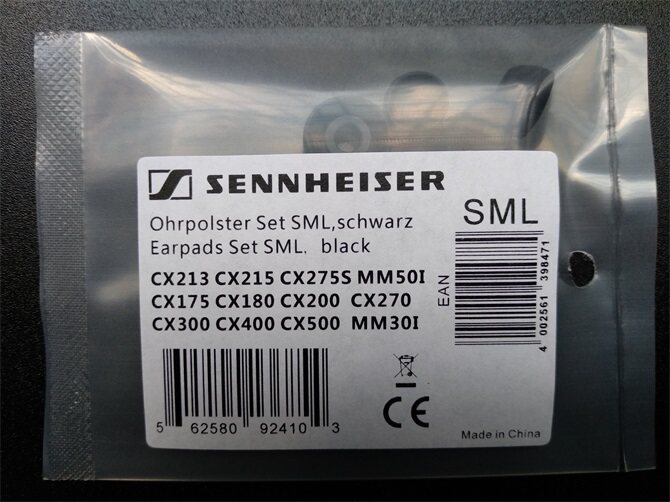 SENNHEISER
Ohrpolster Set SML,schwarz
Earpads Set SML. black
SML
CX213 CX215 CX275S MM50I
CX175 CX180 CX200 CX270
CX300 CX400 CX500 MM30I
EAN
4 002561 398471
5 62580 92410 3
CE
Made in China